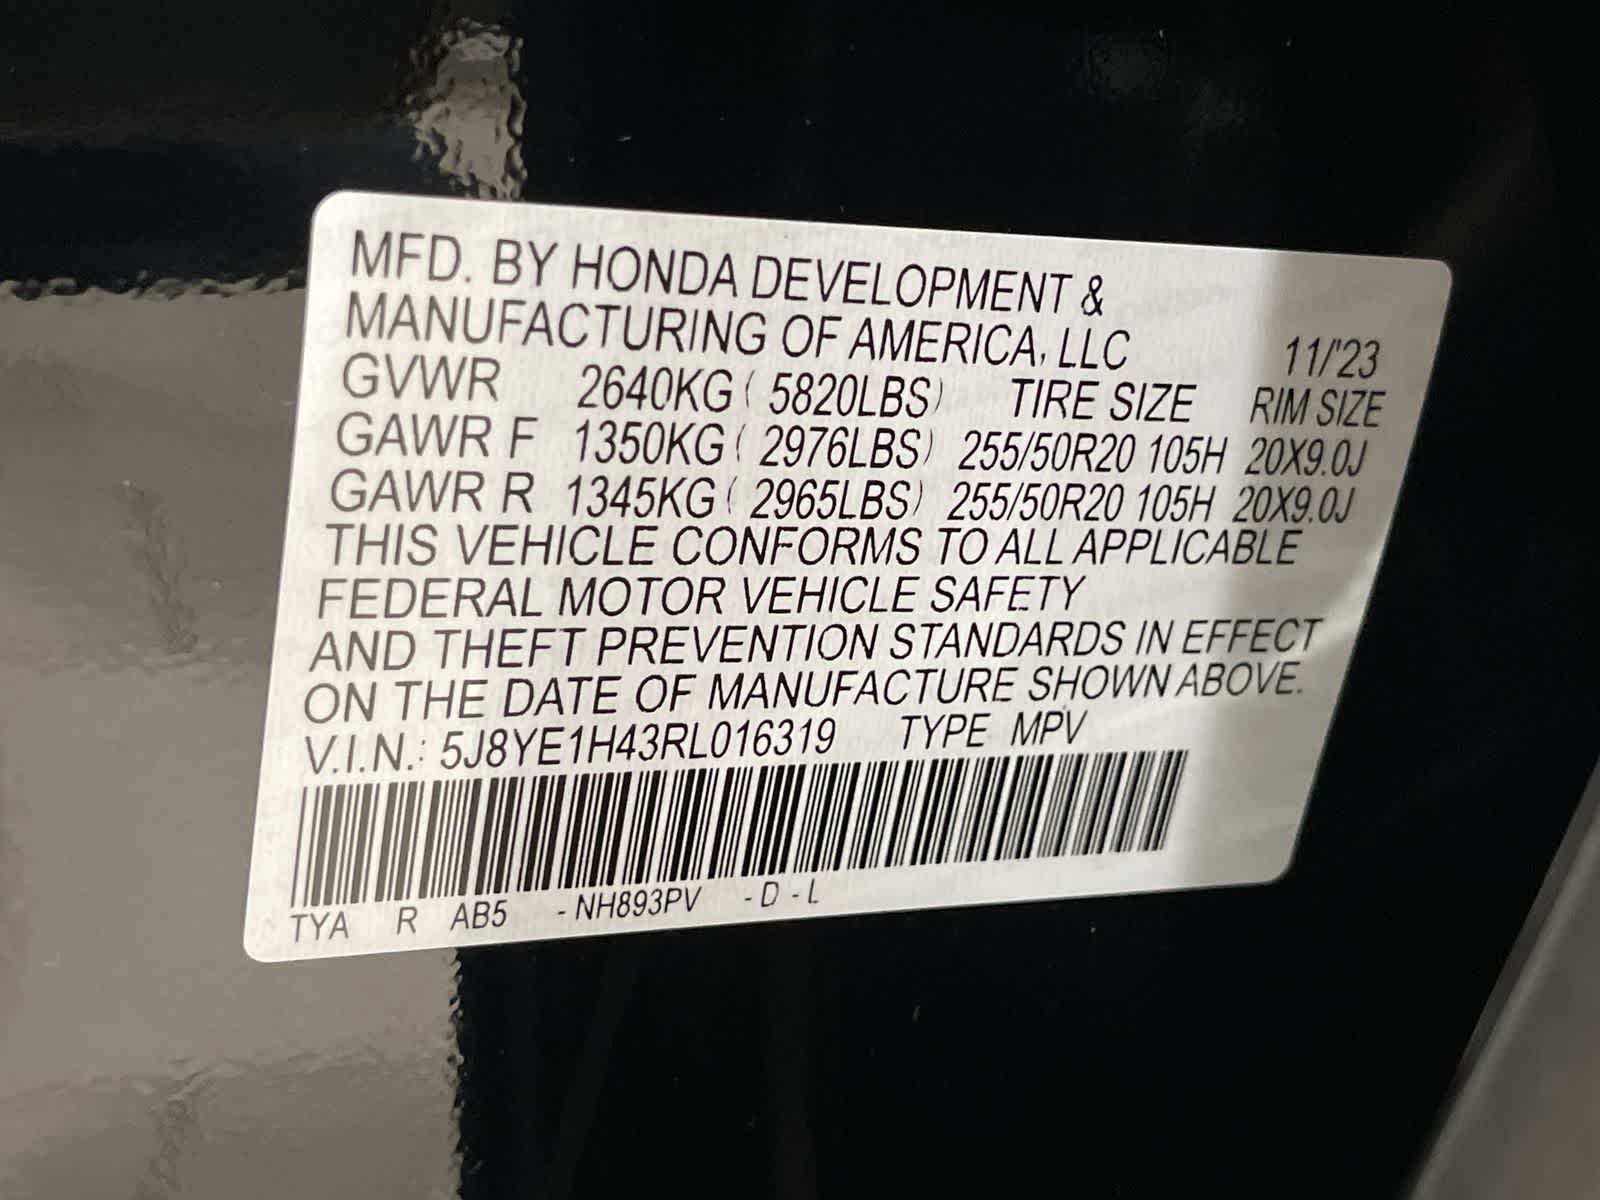 MFD. BY HONDA DEVELOPMENT &
MANUFACTURING OF AMERICA, LLC 11/'23
GVWR 2640KG ( 5820LBS) TIRE SIZE RIM SIZE
GAWR F 1350KG ( 2976LBS) 255/50R20 105H 20X9.0J
GAWR R 1345KG ( 2965LBS) 255/50R20 105H 20X9.0J
THIS VEHICLE CONFORMS TO ALL APPLICABLE
FEDERAL MOTOR VEHICLE SAFETY
AND THEFT PREVENTION STANDARDS IN EFFECT
ON THE DATE OF MANUFACTURE SHOWN ABOVE.
V.I.N.: 5J8YE1H43RL016319 TYPE MPV
TYA R AB5 -NH893PV -D -L